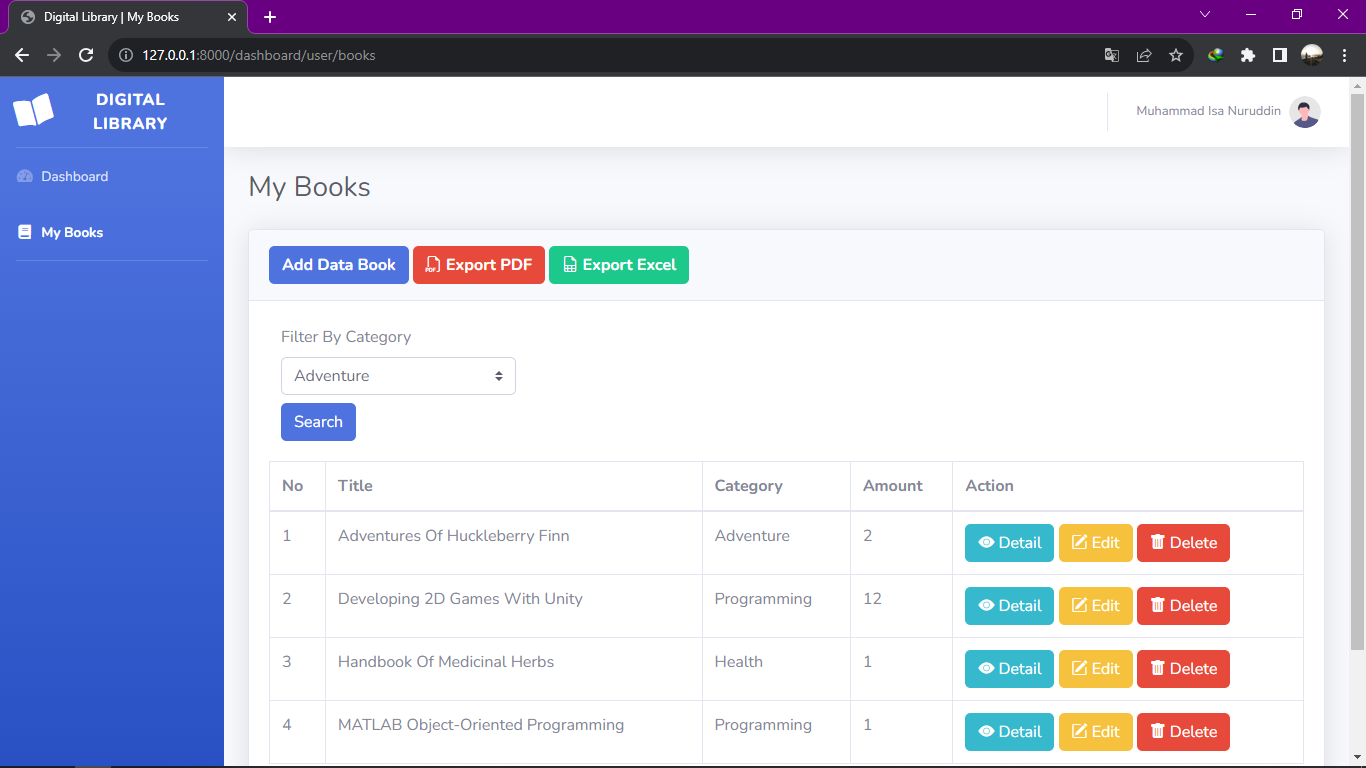 Digital Library | My Books
127.0.0.1:8000/dashboard/user/books
DIGITAL
LIBRARY
Muhammad Isa Nuruddin
Dashboard
My Books
My Books
Add Data Book
PDF Export PDF
Export Excel
Filter By Category
Adventure
Search
No Title Category Amount Action
1 Adventures Of Huckleberry Finn Adventure 2 Detail Edit Delete
2 Developing 2D Games With Unity Programming 12 Detail Edit Delete
3 Handbook Of Medicinal Herbs Health 1 Detail Edit Delete
4 MATLAB Object-Oriented Programming Programming 1 Detail Edit Delete